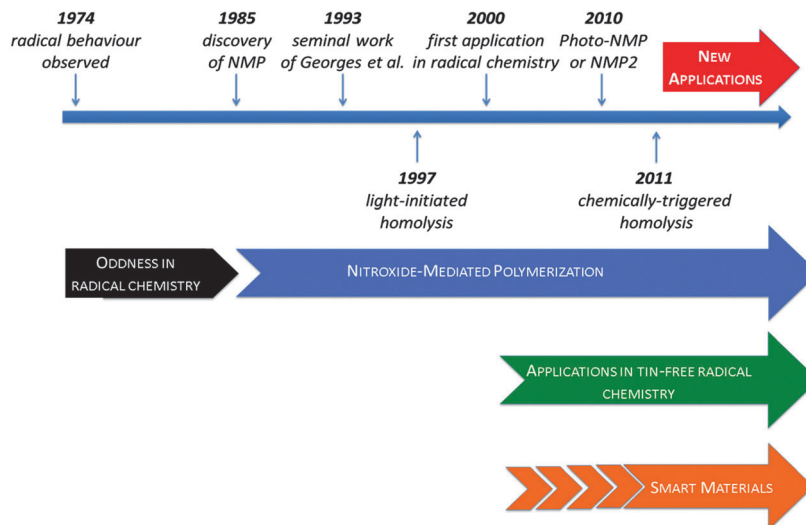 1974
radical behaviour
observed
1985
discovery
of NMP
1993
seminal work
of Georges et al.
2000
first application
in radical chemistry
2010
Photo-NMP
or NMP2
NEW
APPLICATIONS
1997
light-initiated
homolysis
2011
chemically-triggered
homolysis
ODDNESS IN
RADICAL CHEMISTRY
NITROXIDE-MEDIATED POLYMERIZATION
APPLICATIONS IN TIN-FREE RADICAL
CHEMISTRY
SMART MATERIALS